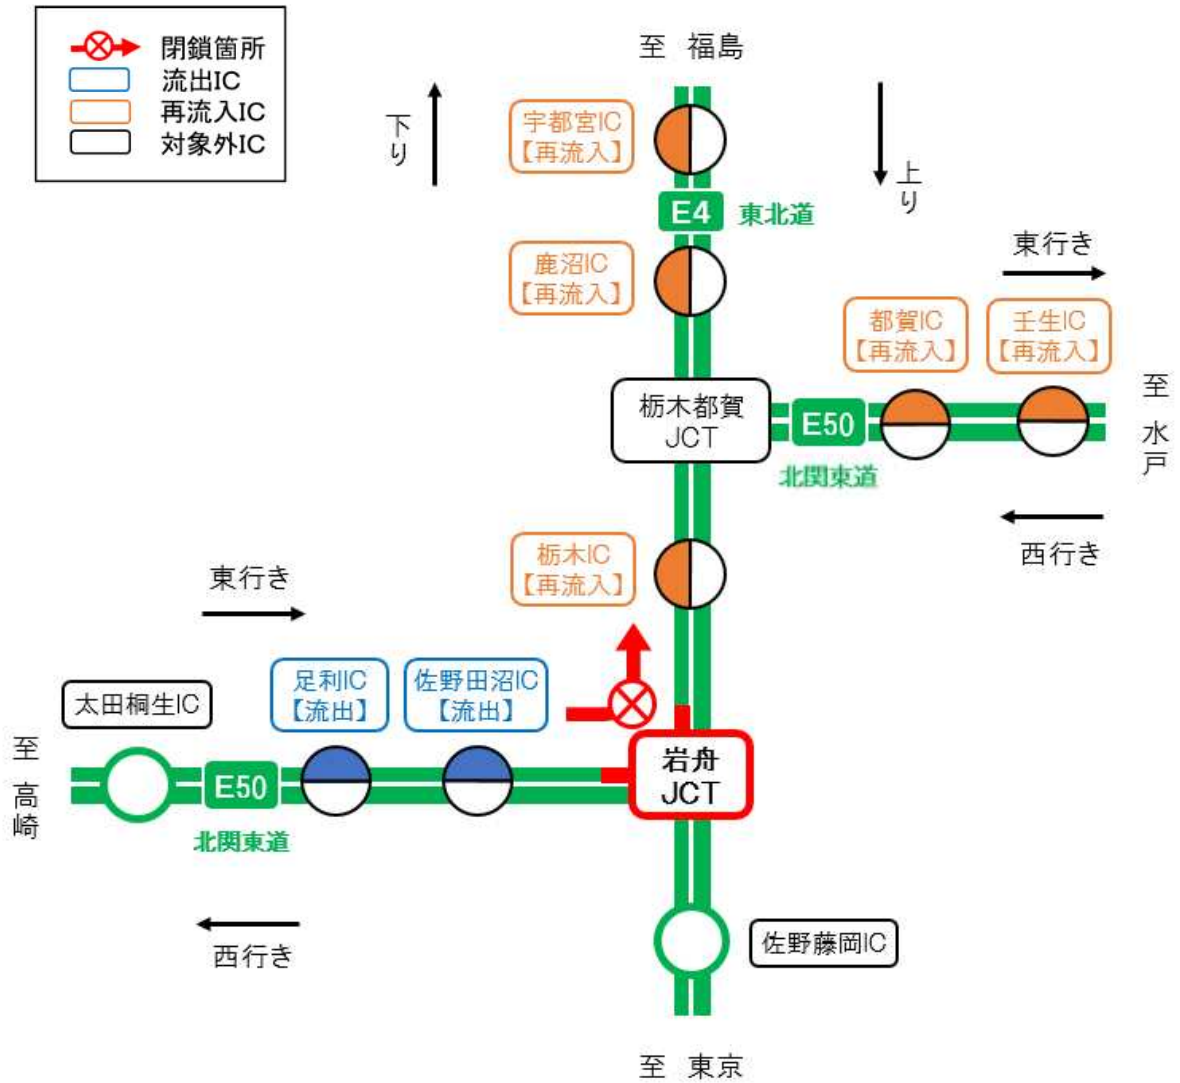 閉鎖箇所
流出IC
再流入IC
対象外IC
至 福島
下り
上り
宇都宮IC
【再流入】
E4
東北道
鹿沼IC
【再流入】
東行き
都賀IC
【再流入】
壬生IC
【再流入】
栃木都賀
JCT
E50
北関東道
至 水戸
西行き
栃木IC
【再流入】
東行き
足利IC
【流出】
佐野田沼IC
【流出】
太田桐生IC
至 高崎
E50
北関東道
岩舟
JCT
西行き
佐野藤岡IC
至 東京